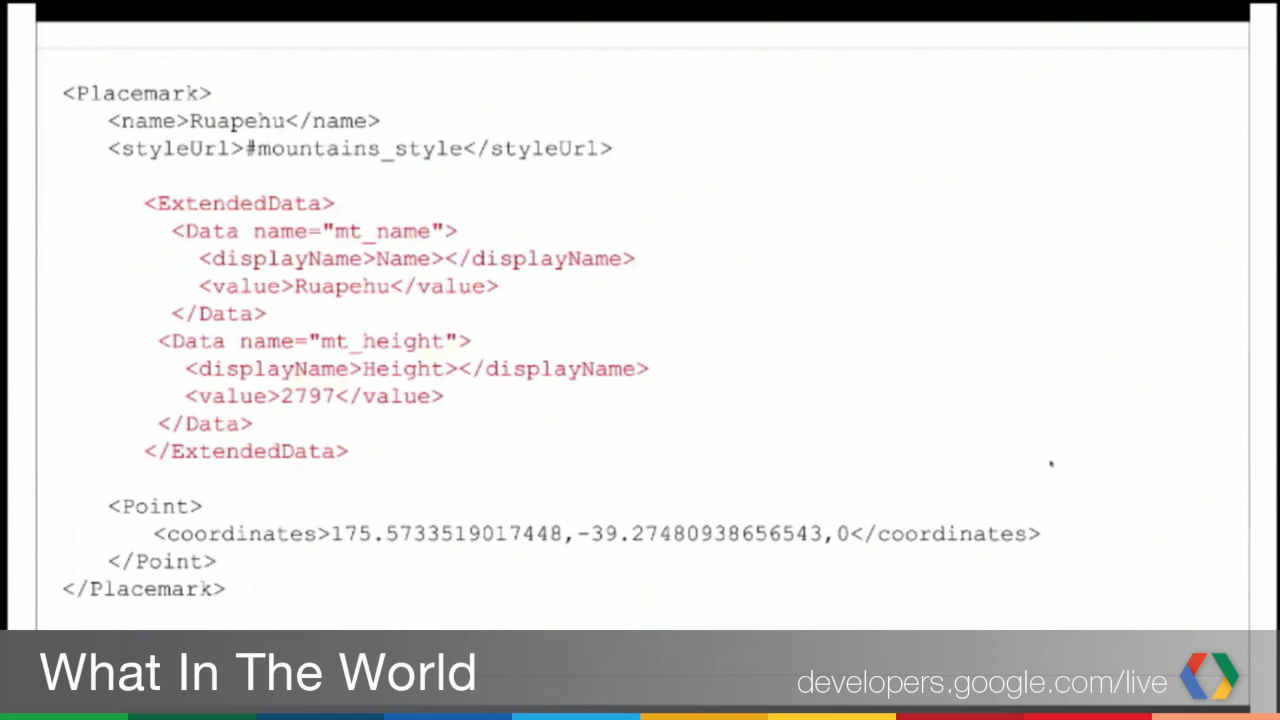 <Placemark>
<name>Ruapehu</name>
<styleUrl>#mountains_style</styleUrl>
<ExtendedData>
<Data name="mt_name">
<displayName>Name></displayName>
<value>Ruapehu</value>
</Data>
<Data name="mt_height">
<displayName>Height></displayName>
<value>2797</value>
</Data>
</ExtendedData>
<Point>
<coordinates>175.5733519017448,-39.27480938656543,0</coordinates>
</Point>
</Placemark>
What In The World
developers.google.com/live